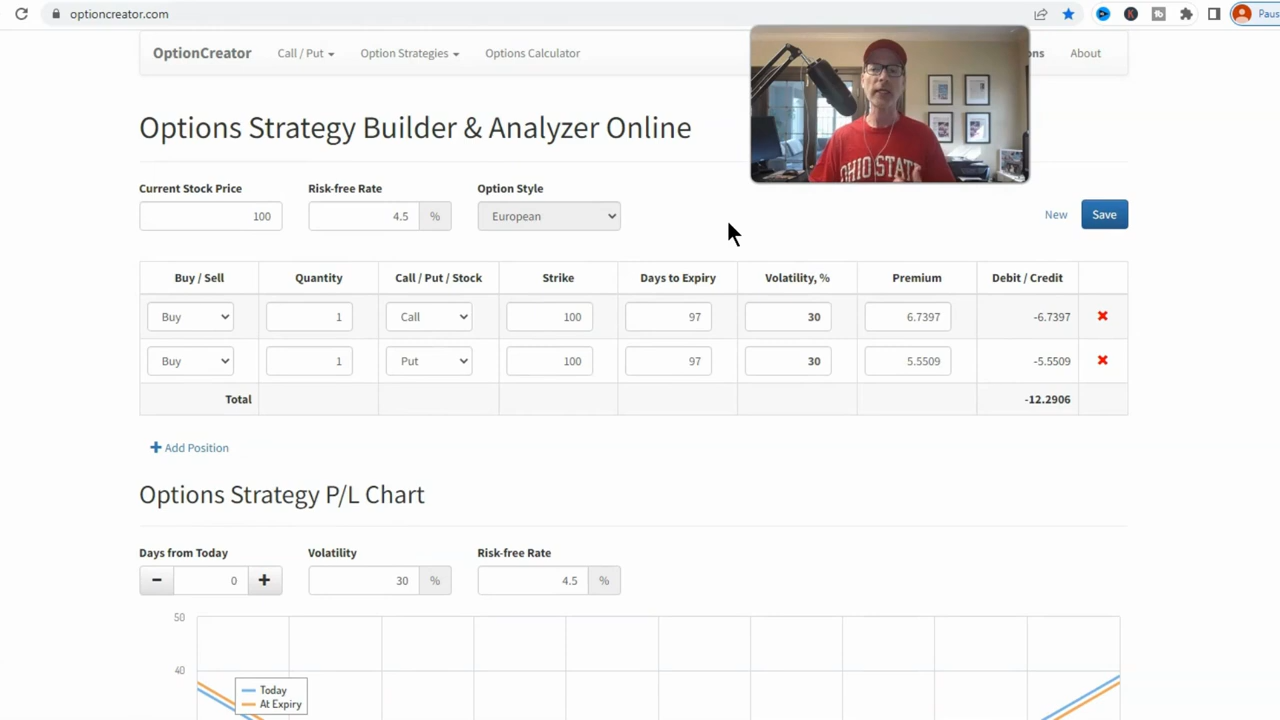 optioncreator.com
Paus
OptionCreator Call / Put Option Strategies Options Calculator ons About
Options Strategy Builder & Analyzer Online
OHIO STATE
Current Stock Price Risk-free Rate Option Style
100 4.5 % European New Save
Buy / Sell Quantity Call / Put / Stock Strike Days to Expiry Volatility, % Premium Debit / Credit
Buy 1 Call 100 97 30 6.7397 -6.7397
Buy 1 Put 100 97 30 5.5509 -5.5509
Total -12.2906
Add Position
Options Strategy P/L Chart
Days from Today Volatility Risk-free Rate
0 30 % 4.5 %
50
40
Today
At Expiry